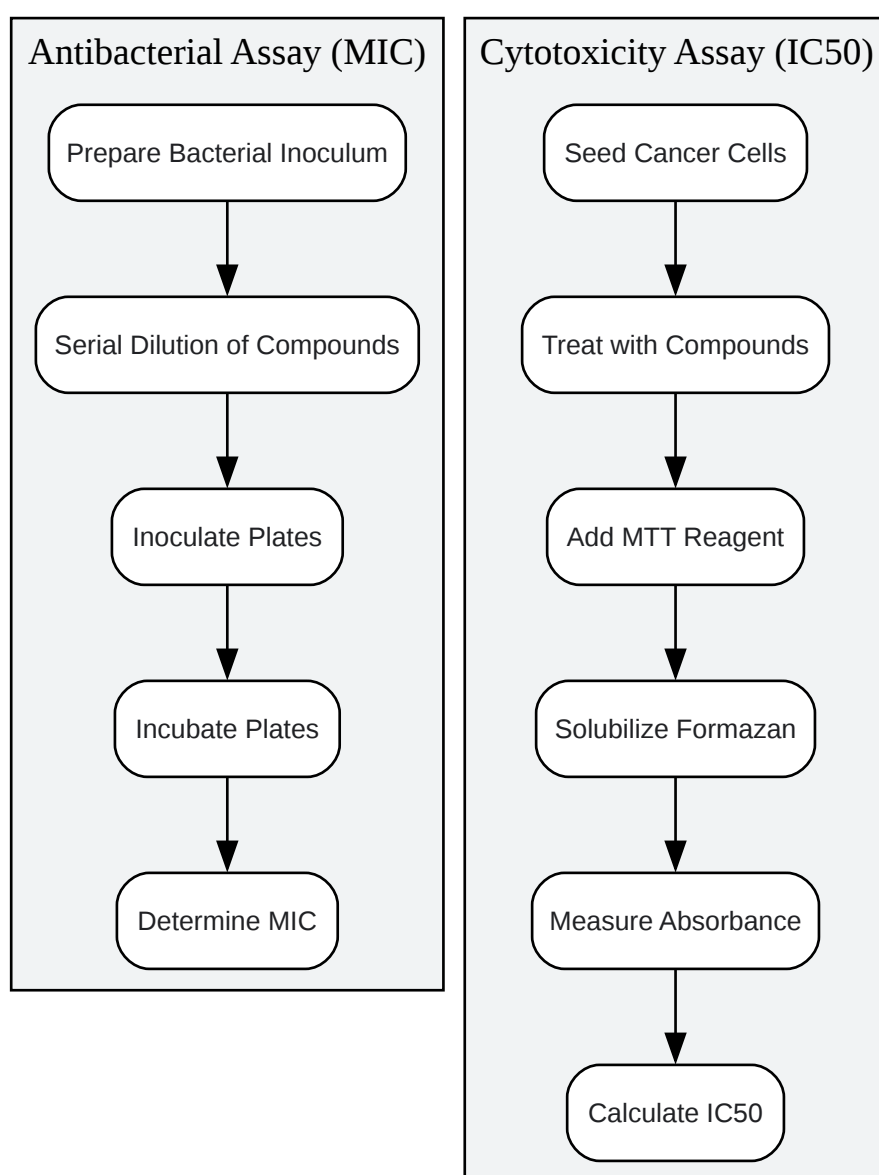 Antibacterial Assay (MIC)
Prepare Bacterial Inoculum
Serial Dilution of Compounds
Inoculate Plates
Incubate Plates
Determine MIC
Cytotoxicity Assay (IC50)
Seed Cancer Cells
Treat with Compounds
Add MTT Reagent
Solubilize Formazan
Measure Absorbance
Calculate IC50